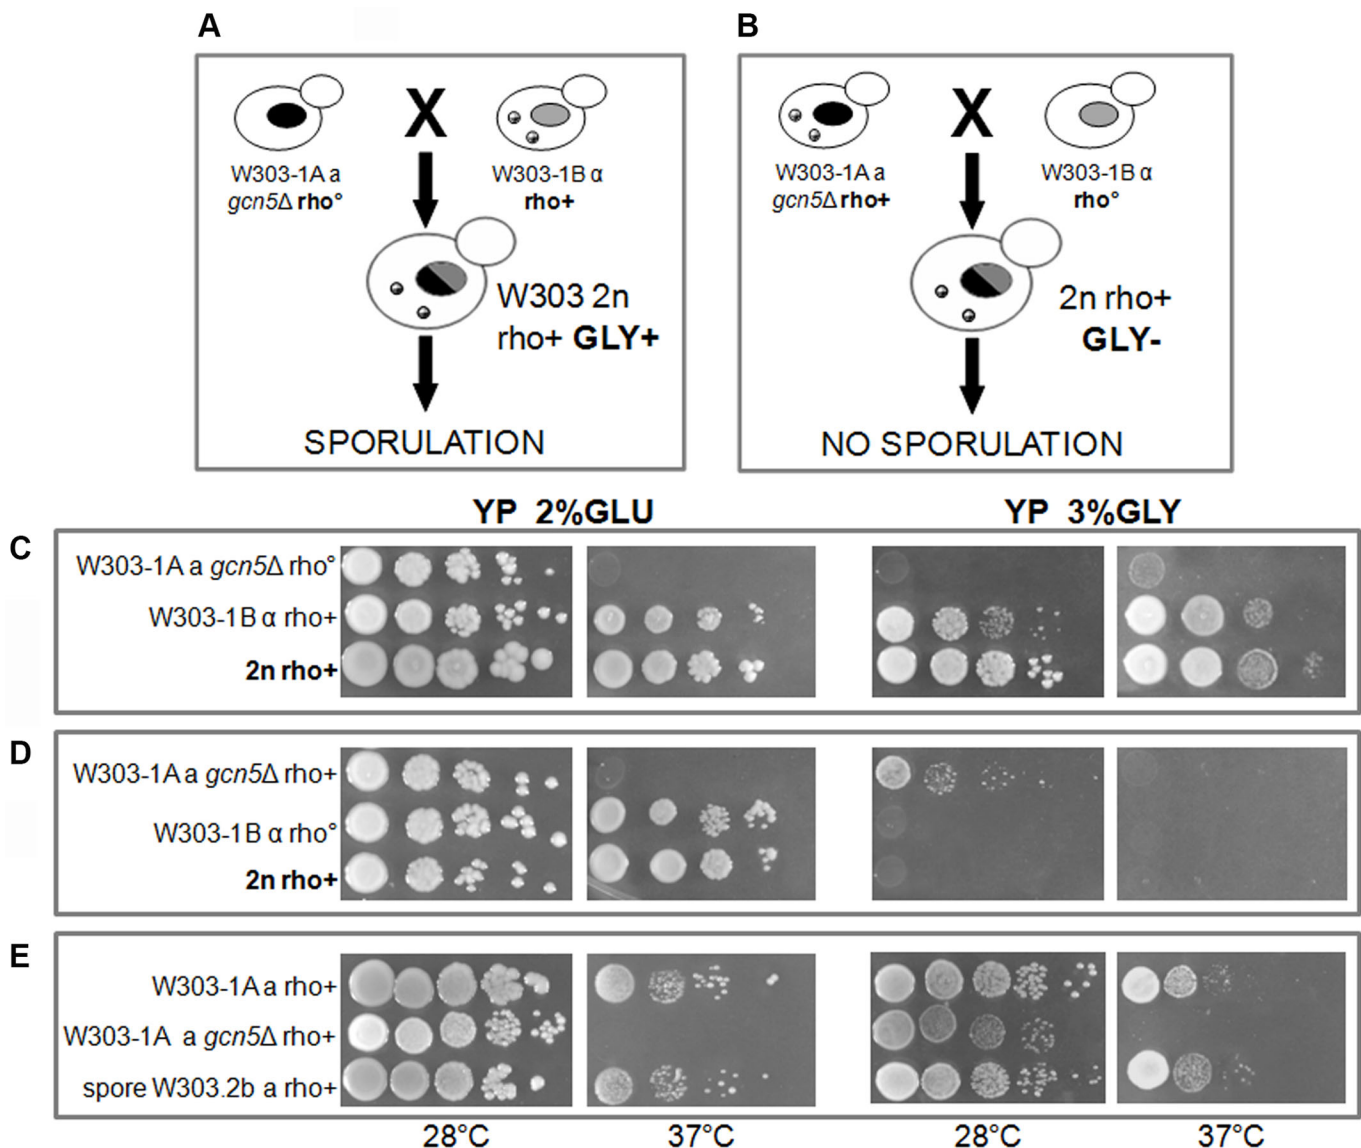 A
B
X
X
W303-1A a
gcn5Δ rho°
W303-1B α
rho+
W303-1A a
gcn5Δ rho+
W303-1B α
rho°
W303 2n
rho+ GLY+
2n rho+
GLY-
SPORULATION
NO SPORULATION
YP 2%GLU
YP 3%GLY
C
W303-1A a gcn5Δ rho°
W303-1B α rho+
2n rho+
D
W303-1A a gcn5Δ rho+
W303-1B α rho°
2n rho+
E
W303-1A a rho+
W303-1A a gcn5Δ rho+
spore W303.2b a rho+
28°C
37°C
28°C
37°C